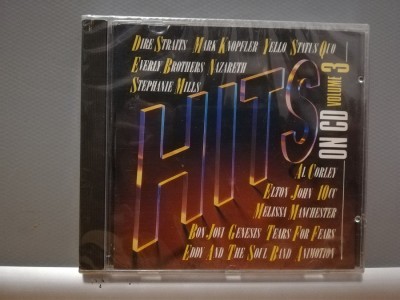 Dire Straits Mark Knopfler Yello Status Quo
Everly Brothers Nazareth
Stephanie Mills
HITS
ON CD VOLUME 3
Al Corley
Elton John 10cc
Melissa Manchester
Bon Jovi Genesis Tears For Fears
Eddy And The Soul Band Animotion